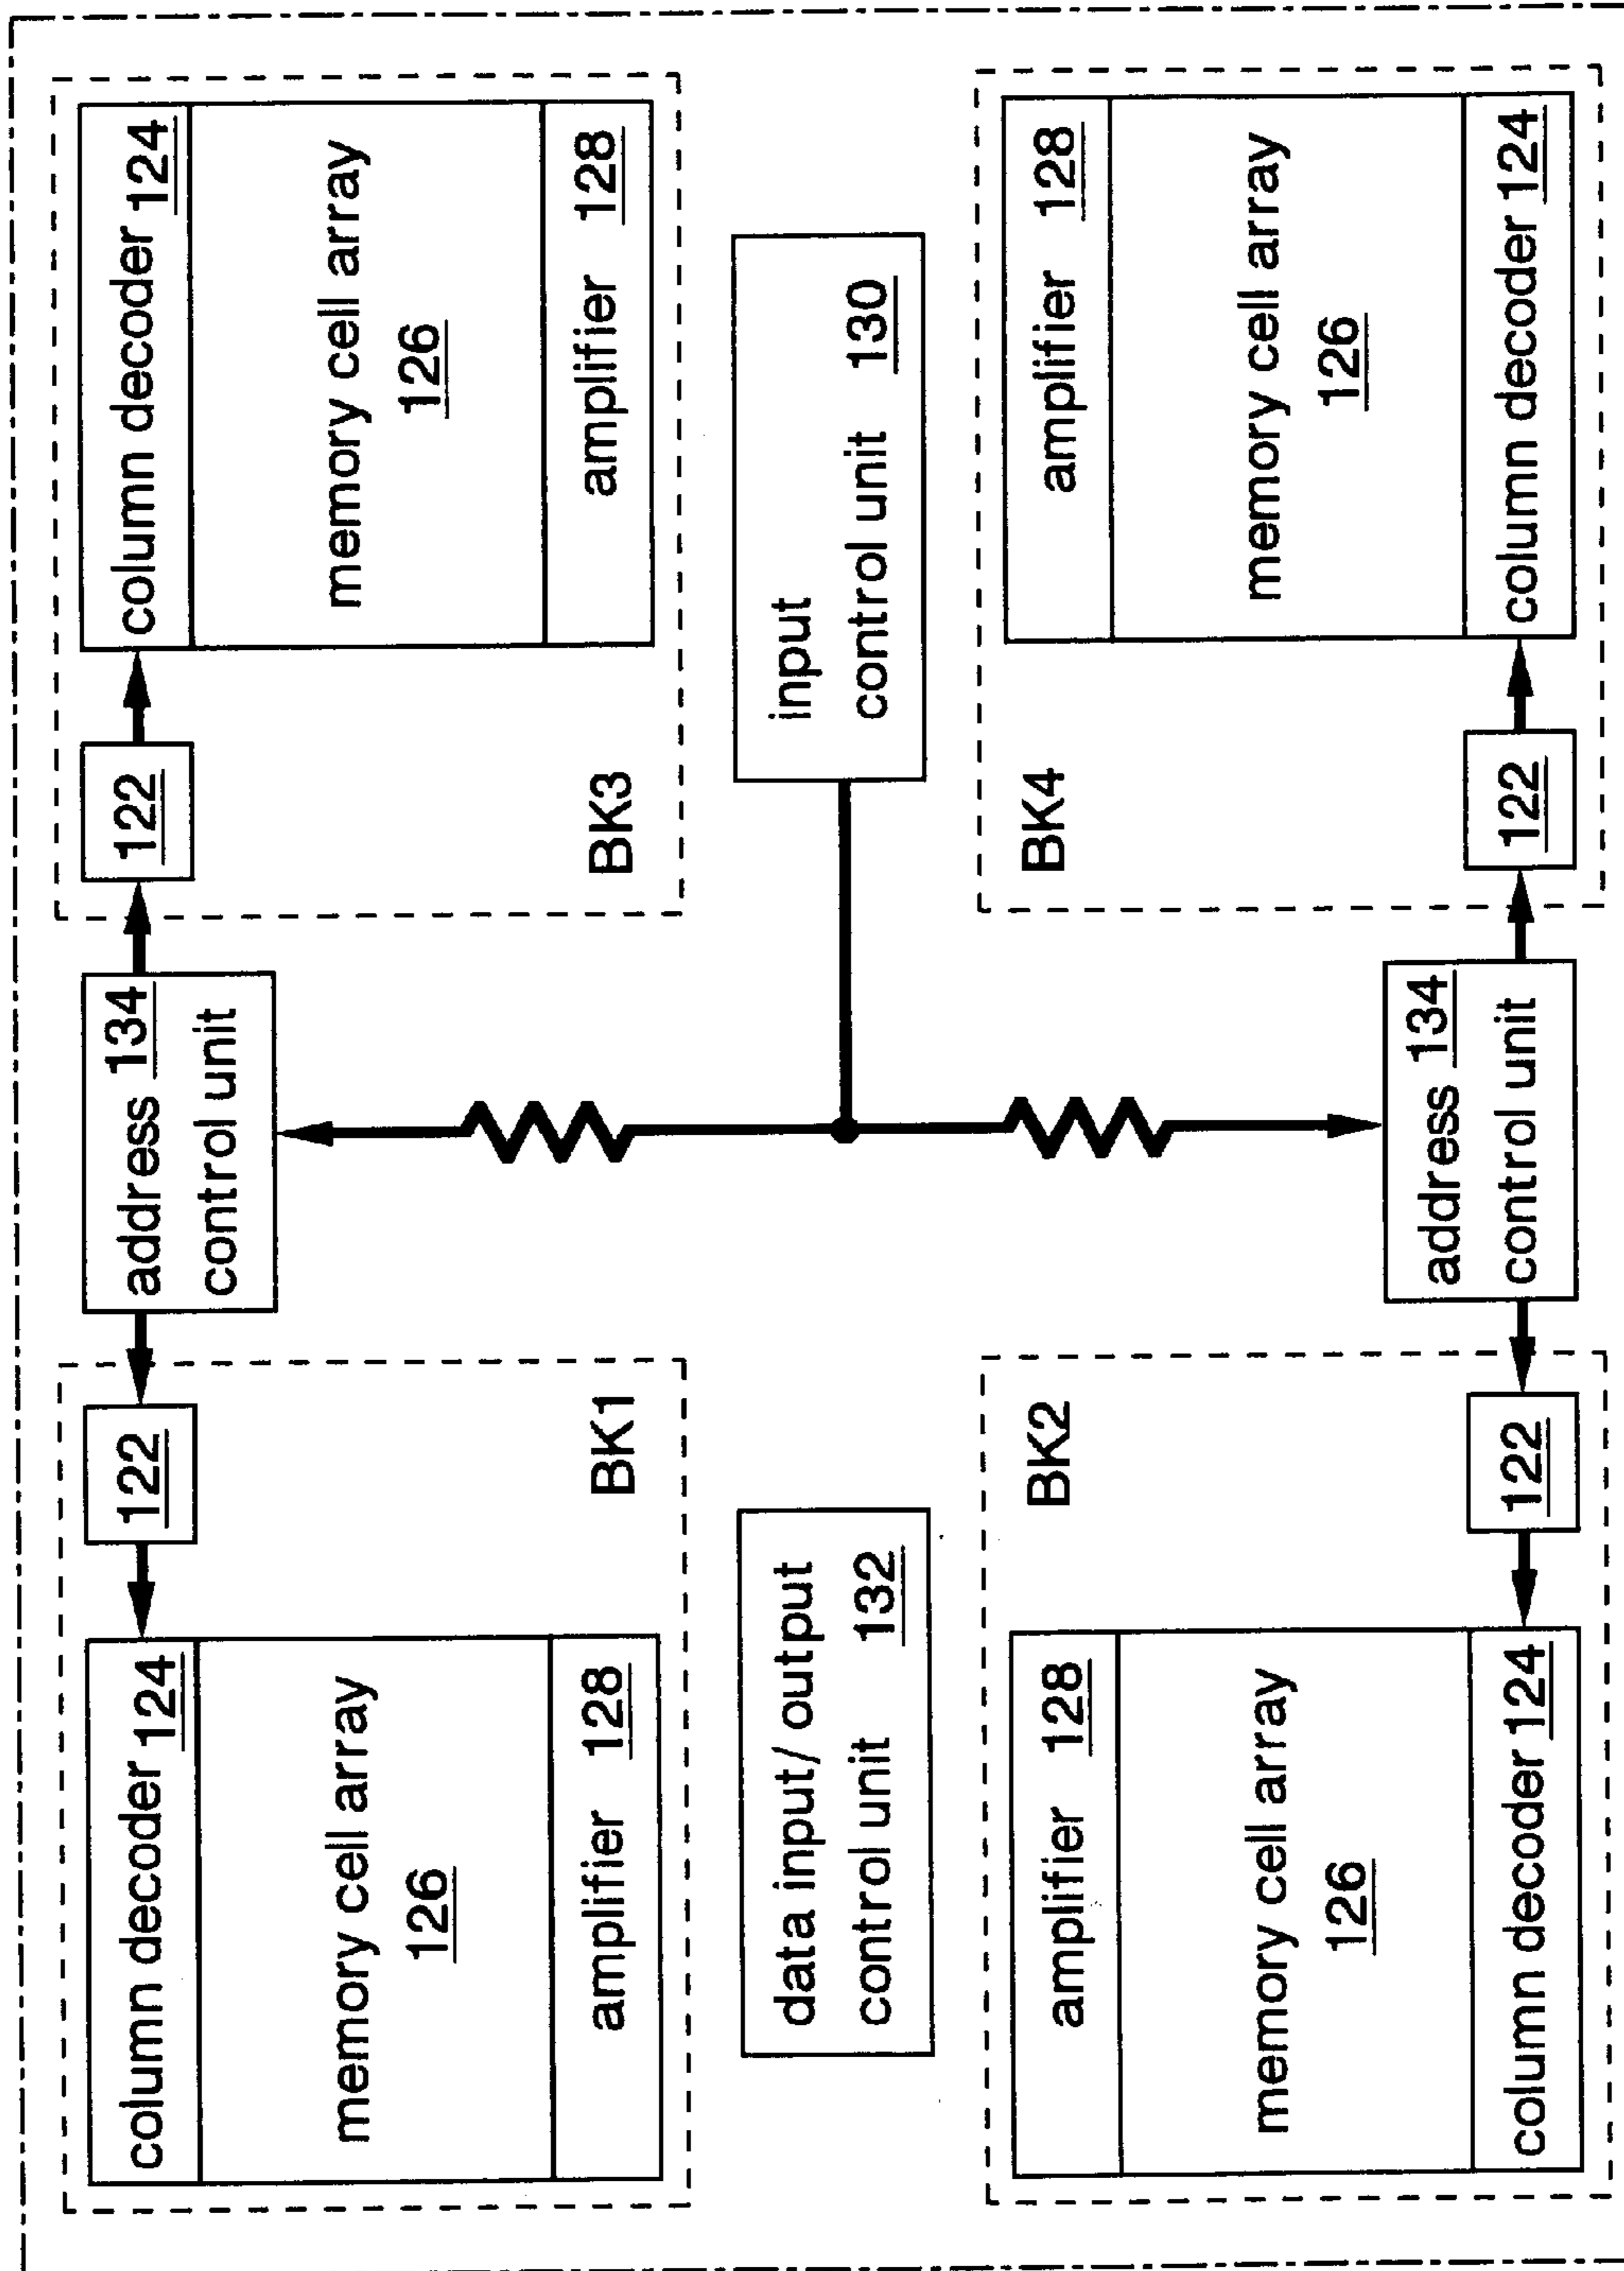 column decoder 124
memory cell array
126
amplifier 128
122
BK1
address 134
control unit
122
BK3
column decoder 124
memory cell array
126
amplifier 128
data input/ output
control unit 132
input
control unit 130
amplifier 128
memory cell array
126
column decoder 124
BK2
122
address 134
control unit
BK4
122
amplifier 128
memory cell array
126
column decoder 124